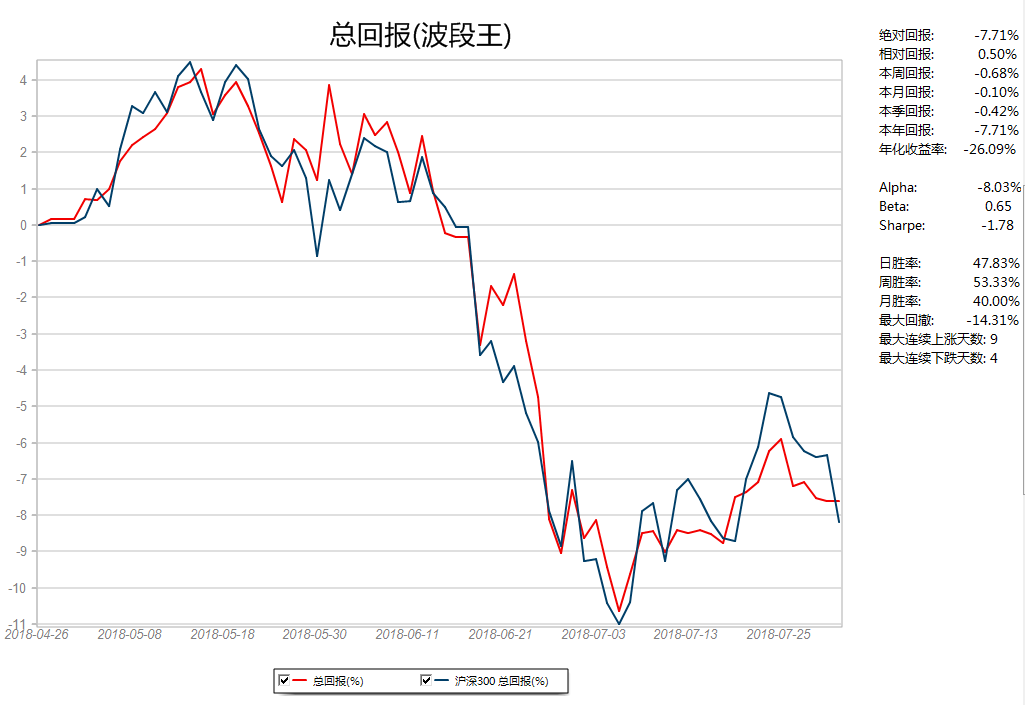 总回报(波段王)
4
3
2
1
0
-1
-2
-3
-4
-5
-6
-7
-8
-9
-10
-11
2018-04-26 2018-05-08 2018-05-18 2018-05-30 2018-06-11 2018-06-21 2018-07-03 2018-07-13 2018-07-25
总回报(%) 沪深300 总回报(%)
绝对回报: -7.71%
相对回报: 0.50%
本周回报: -0.68%
本月回报: -0.10%
本季回报: -0.42%
本年回报: -7.71%
年化收益率: -26.09%
Alpha: -8.03%
Beta: 0.65
Sharpe: -1.78
日胜率: 47.83%
周胜率: 53.33%
月胜率: 40.00%
最大回撤: -14.31%
最大连续上涨天数: 9
最大连续下跌天数: 4